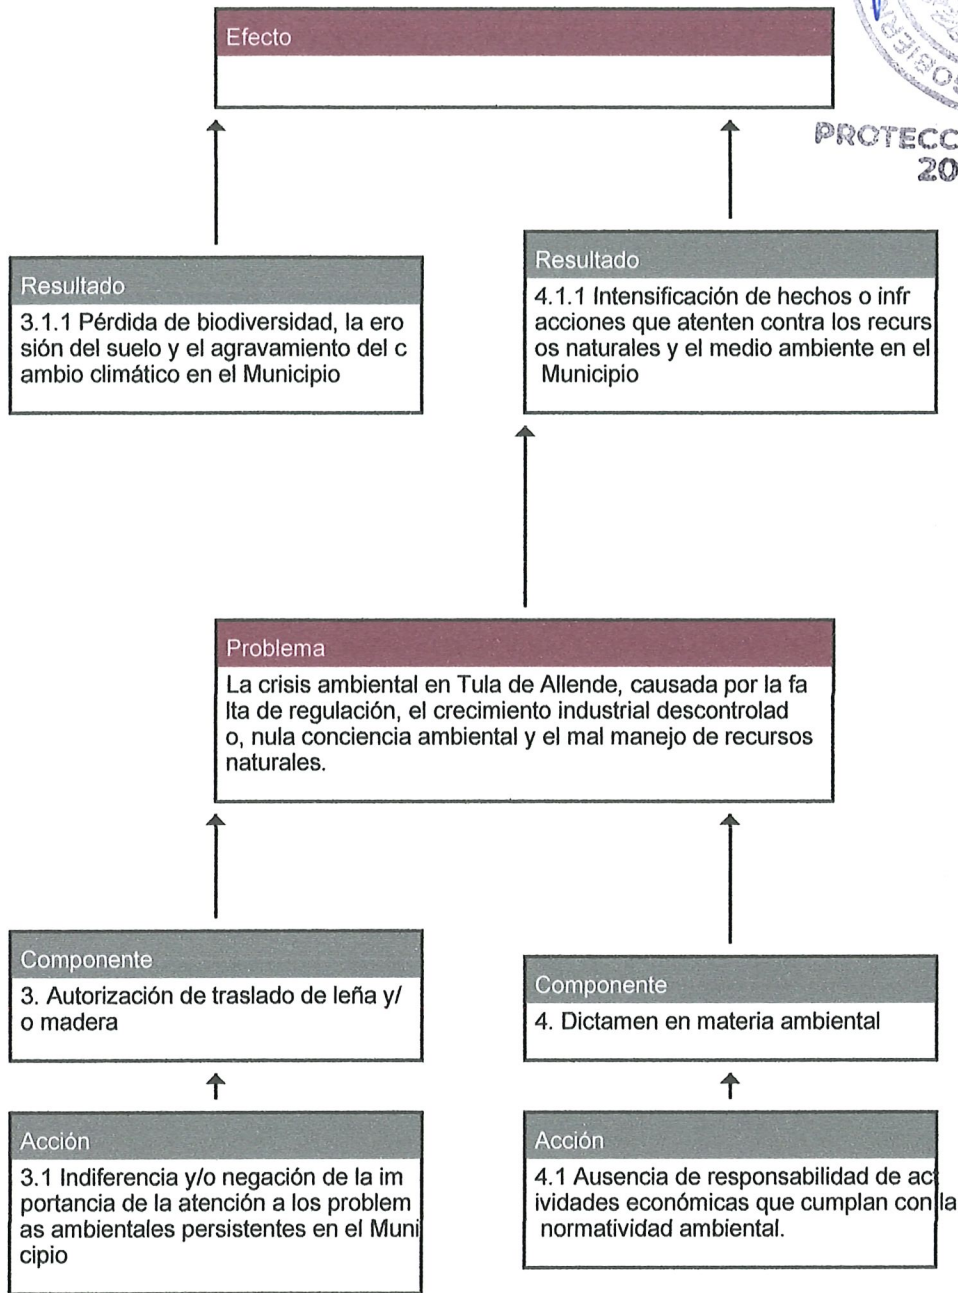 Efecto
PROTECC
20
Resultado
3.1.1 Pérdida de biodiversidad, la ero
sión del suelo y el agravamiento del c
ambio climático en el Municipio
Resultado
4.1.1 Intensificación de hechos o infr
acciones que atenten contra los recurs
os naturales y el medio ambiente en el
Municipio
Problema
La crisis ambiental en Tula de Allende, causada por la fa
lta de regulación, el crecimiento industrial descontrolad
o, nula conciencia ambiental y el mal manejo de recursos
naturales.
Componente
3. Autorización de traslado de leña y/
o madera
Componente
4. Dictamen en materia ambiental
Acción
3.1 Indiferencia y/o negación de la im
portancia de la atención a los problem
as ambientales persistentes en el Muni
cipio
Acción
4.1 Ausencia de responsabilidad de act
ividades económicas que cumplan con la
normatividad ambiental.